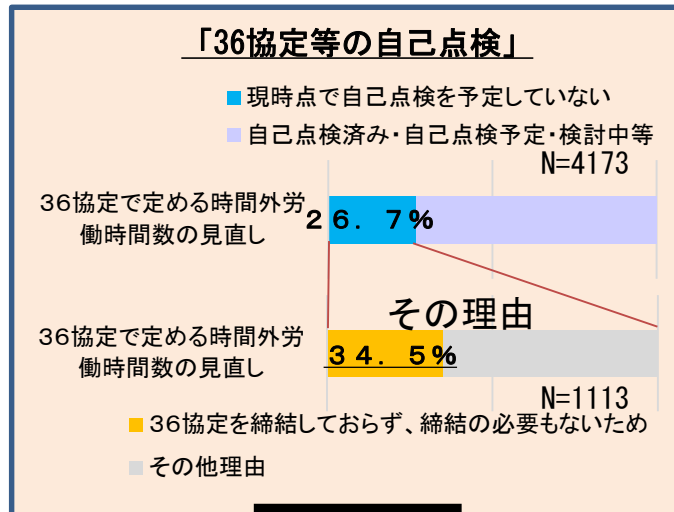 「36協定等の自己点検」
現時点で自己点検を予定していない
自己点検済み・自己点検予定・検討中等
N=4173
36協定で定める時間外労
働時間数の見直し
26.7%
その理由
36協定で定める時間外労
働時間数の見直し
34.5%
N=1113
36協定を締結しておらず、締結の必要もないため
その他理由